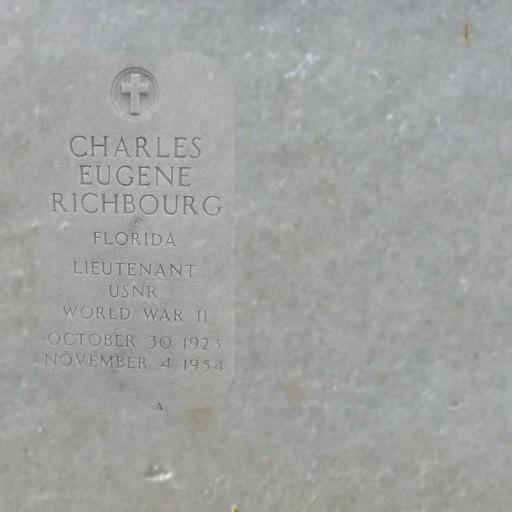 CHARLES
EUGENE
RICHBOURG
FLORIDA
LIEUTENANT
USNR
WORLD WAR II
OCTOBER 30 1923
NOVEMBER 4 1954